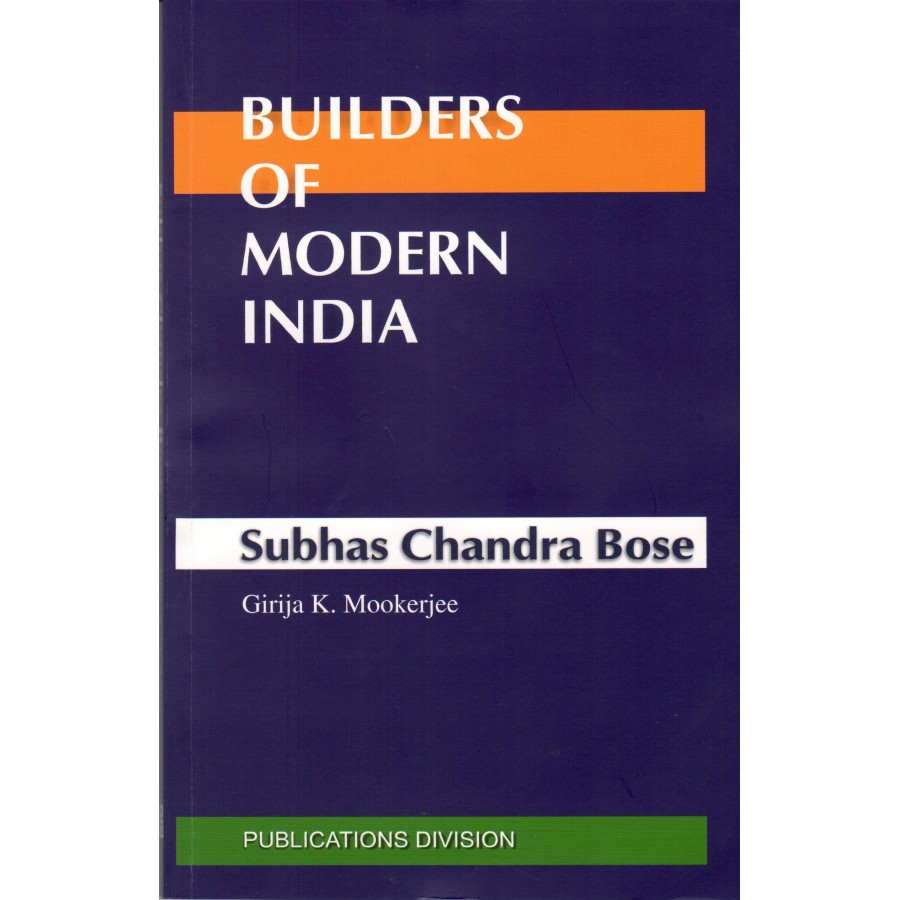 BUILDERS
OF
MODERN
INDIA
Subhas Chandra Bose
Girija K. Mookerjee
PUBLICATIONS DIVISION